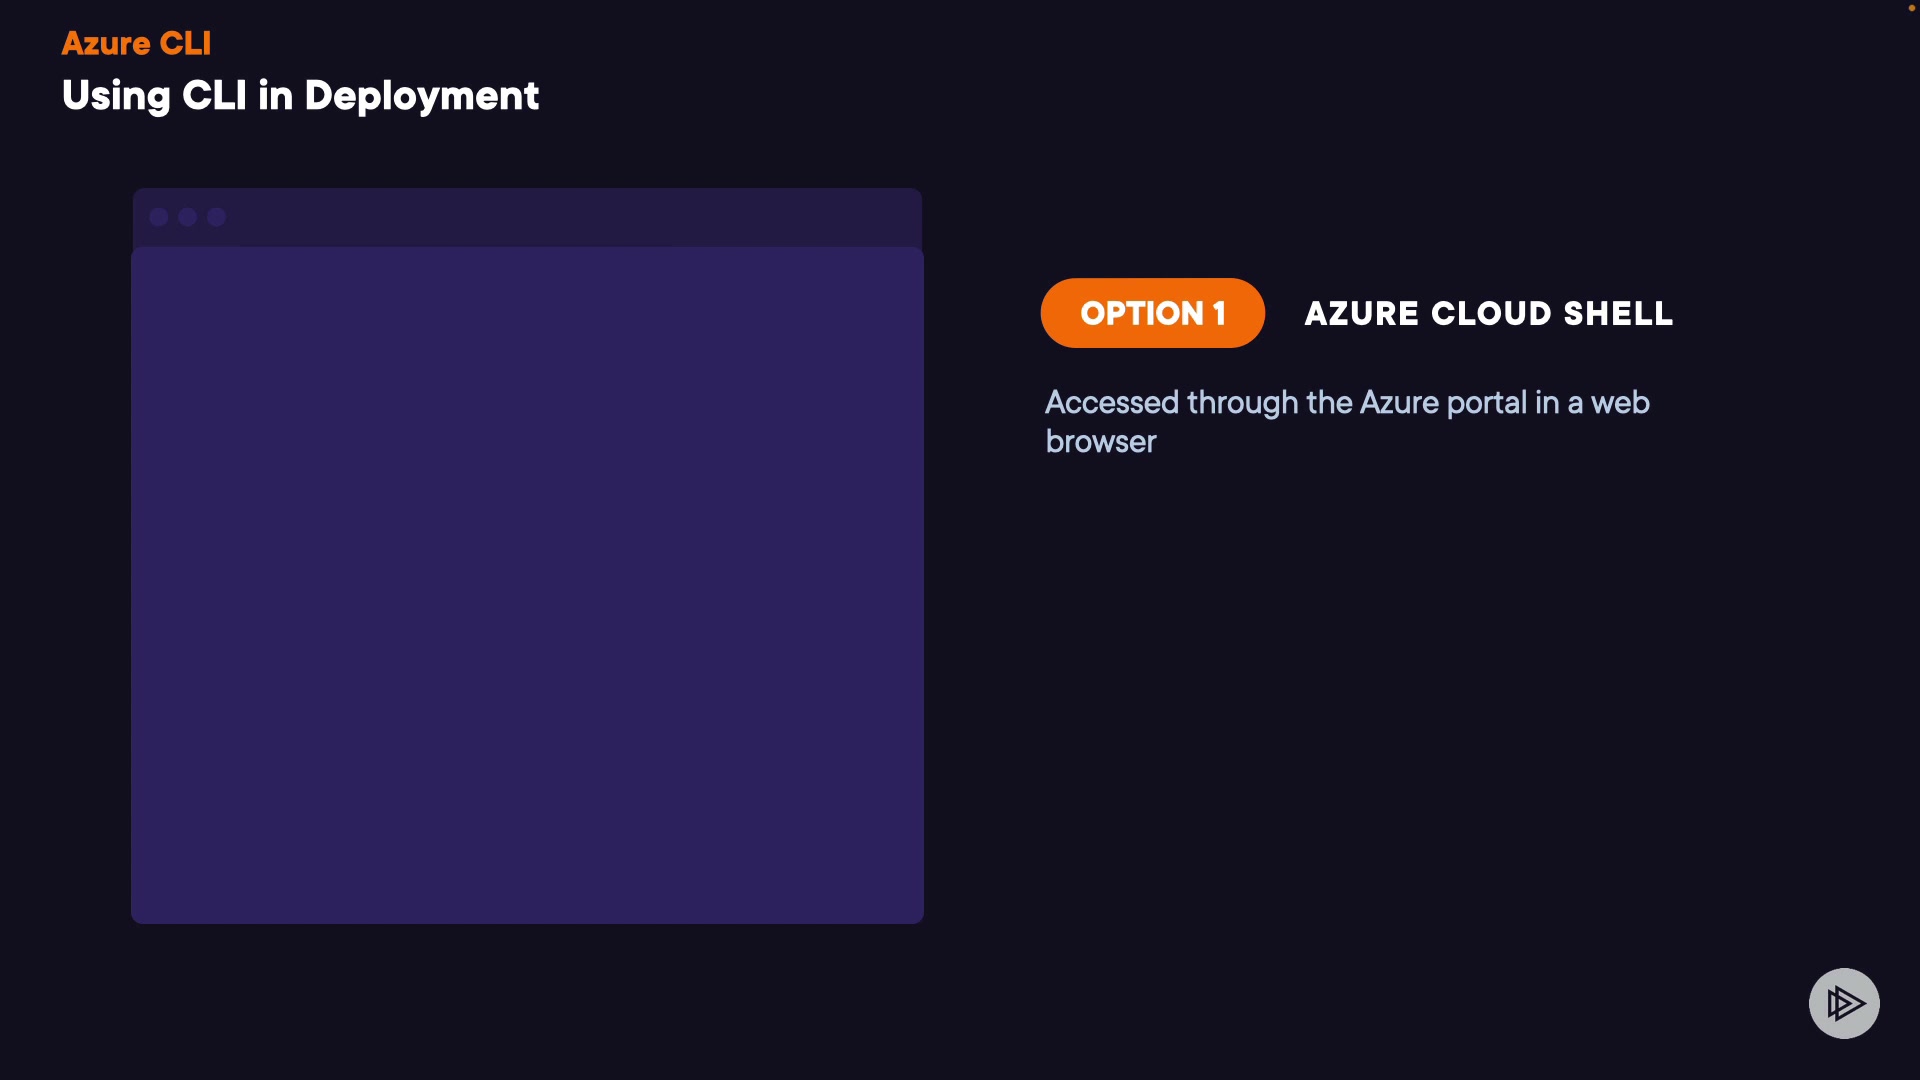 Azure CLI
Using CLI in Deployment
OPTION 1
AZURE CLOUD SHELL
Accessed through the Azure portal in a web
browser